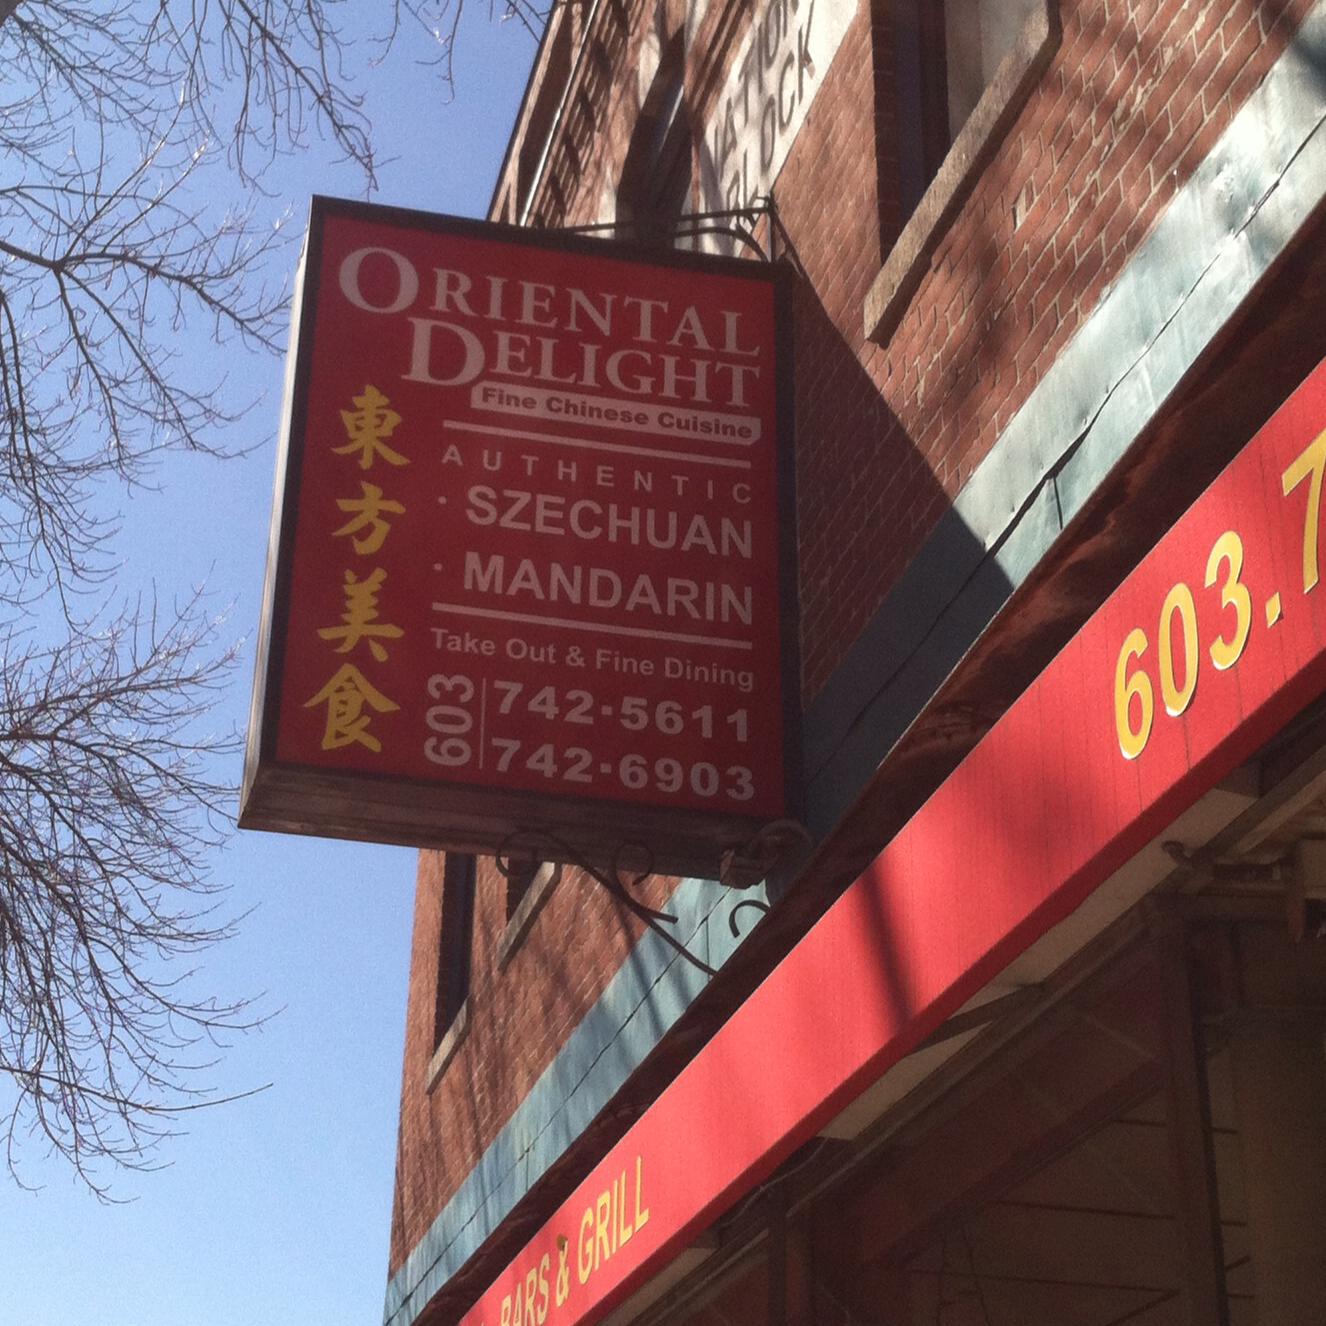 ORIENTAL
DELIGHT
Fine Chinese Cuisine
東方美食
AUTHENTIC
· SZECHUAN
· MANDARIN
Take Out & Fine Dining
603
742·5611
742·6903
603.7
BARS & GRILL